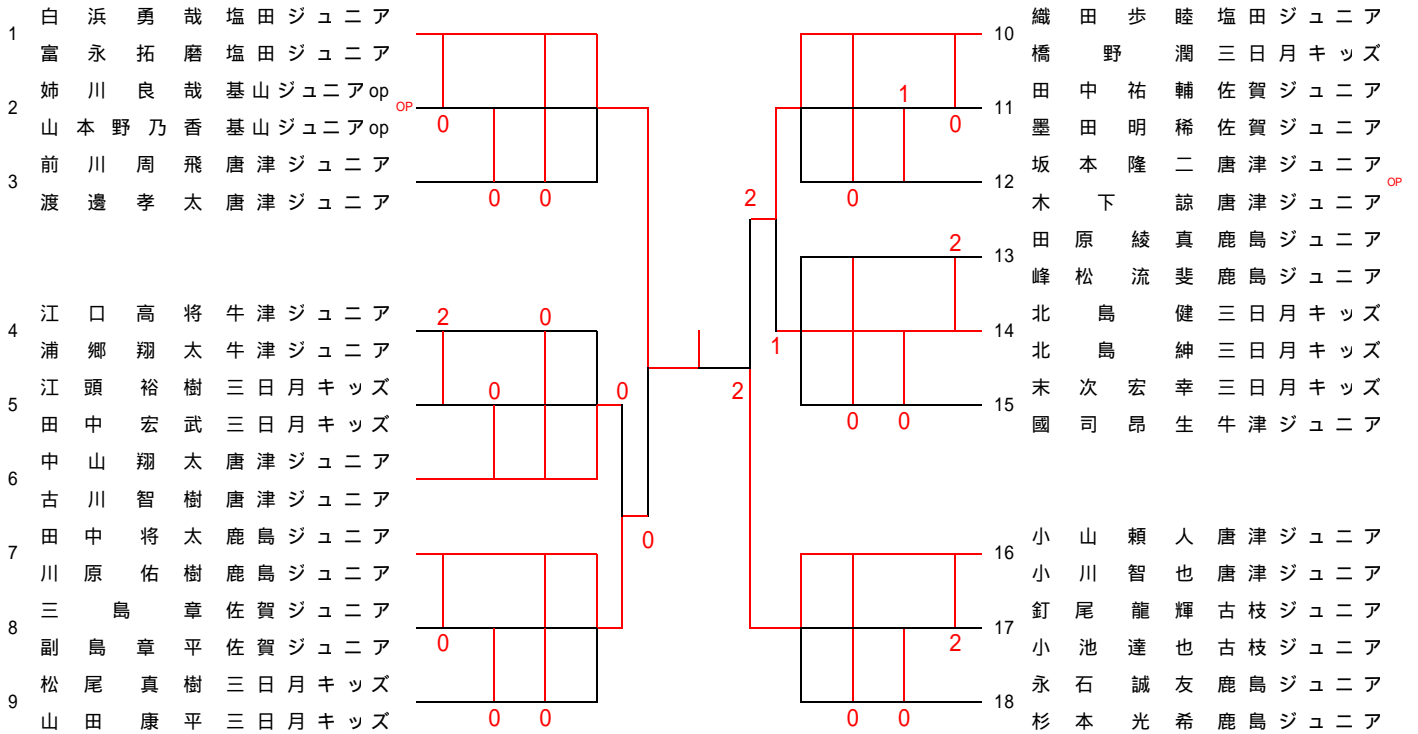 1 白浜勇哉 塩田ジュニア
富永拓磨 塩田ジュニア
2 姉川良哉 基山ジュニアop OP
山本野乃香 基山ジュニアop
0
3 前川周飛 唐津ジュニア
渡邊孝太 唐津ジュニア
0 0
4 江口高将 牛津ジュニア
2 0
浦郷翔太 牛津ジュニア
5 江頭裕樹 三日月キッズ
0 0
田中宏武 三日月キッズ
6 中山翔太 唐津ジュニア
古川智樹 唐津ジュニア
7 田中将太 鹿島ジュニア
0
川原佑樹 鹿島ジュニア
8 三島章 佐賀ジュニア
副島章平 佐賀ジュニア
0
9 松尾真樹 三日月キッズ
山田康平 三日月キッズ
0 0
10 織田歩睦 塩田ジュニア
橋野潤 三日月キッズ
1
11 田中祐輔 佐賀ジュニア
墨田明稀 佐賀ジュニア
0
12 坂本隆二 唐津ジュニア
OP
木下諒 唐津ジュニア
2 0
13 田原綾真 鹿島ジュニア
2
峰松流斐 鹿島ジュニア
14 北島健 三日月キッズ
北島紳 三日月キッズ
1
2
15 末次宏幸 三日月キッズ
國司昂生 牛津ジュニア
0 0
16 小山頼人 唐津ジュニア
小川智也 唐津ジュニア
17 釘尾龍輝 古枝ジュニア
小池達也 古枝ジュニア
2
18 永石誠友 鹿島ジュニア
杉本光希 鹿島ジュニア
0 0